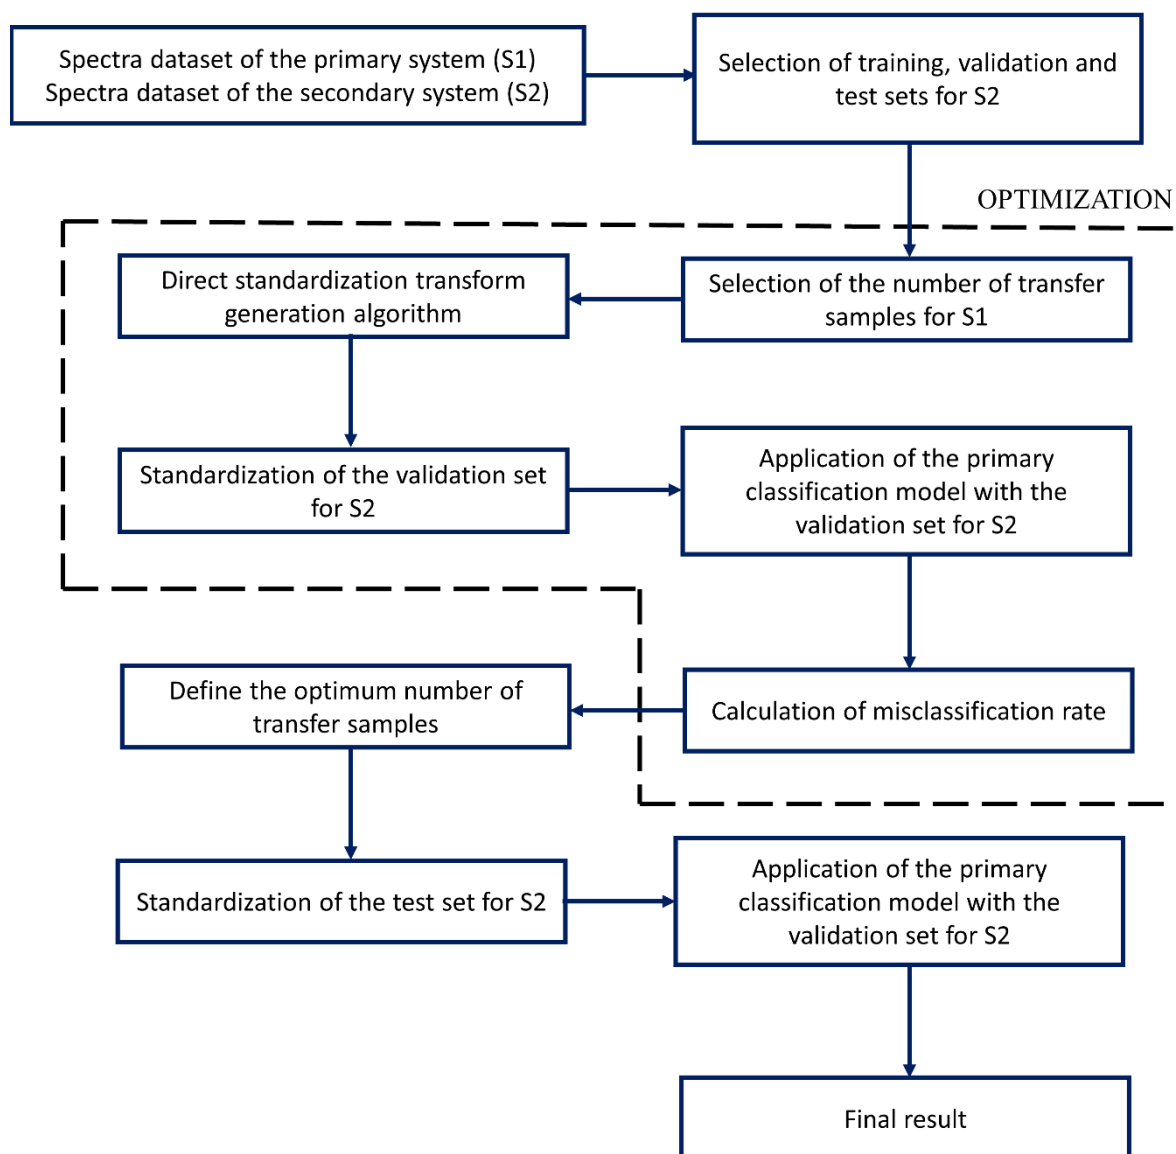 Spectra dataset of the primary system (S1)
Spectra dataset of the secondary system (S2)
Selection of training, validation and
test sets for S2
OPTIMIZATION
Selection of the number of transfer
samples for S1
Direct standardization transform
generation algorithm
Standardization of the validation set
for S2
Application of the primary
classification model with the
validation set for S2
Calculation of misclassification rate
Define the optimum number of
transfer samples
Standardization of the test set for S2
Application of the primary
classification model with the
validation set for S2
Final result